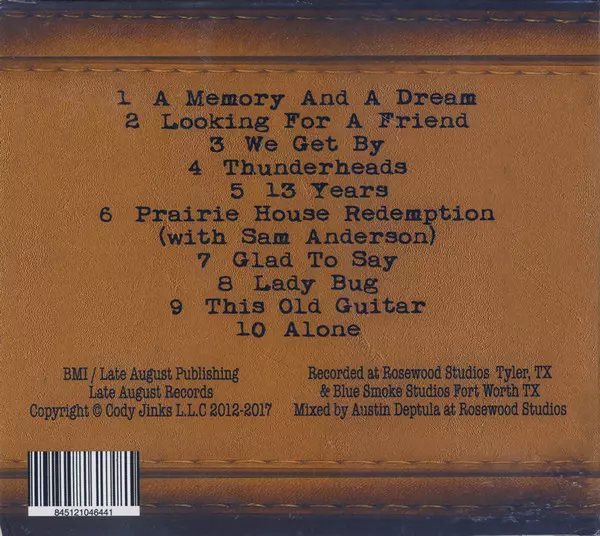 1 A Memory And A Dream
2 Looking For A Friend
3 We Get By
4 Thunderheads
5 13 Years
6 Prairie House Redemption
(with Sam Anderson)
7 Glad To Say
8 Lady Bug
9 This Old Guitar
10 Alone
BMI / Late August Publishing
Late August Records
Copyright © Cody Jinks L.L.C 2012-2017
Recorded at Rosewood Studios Tyler, TX
& Blue Smoke Studios Fort Worth TX
Mixed by Austin Deptula at Rosewood Studios
845121046441